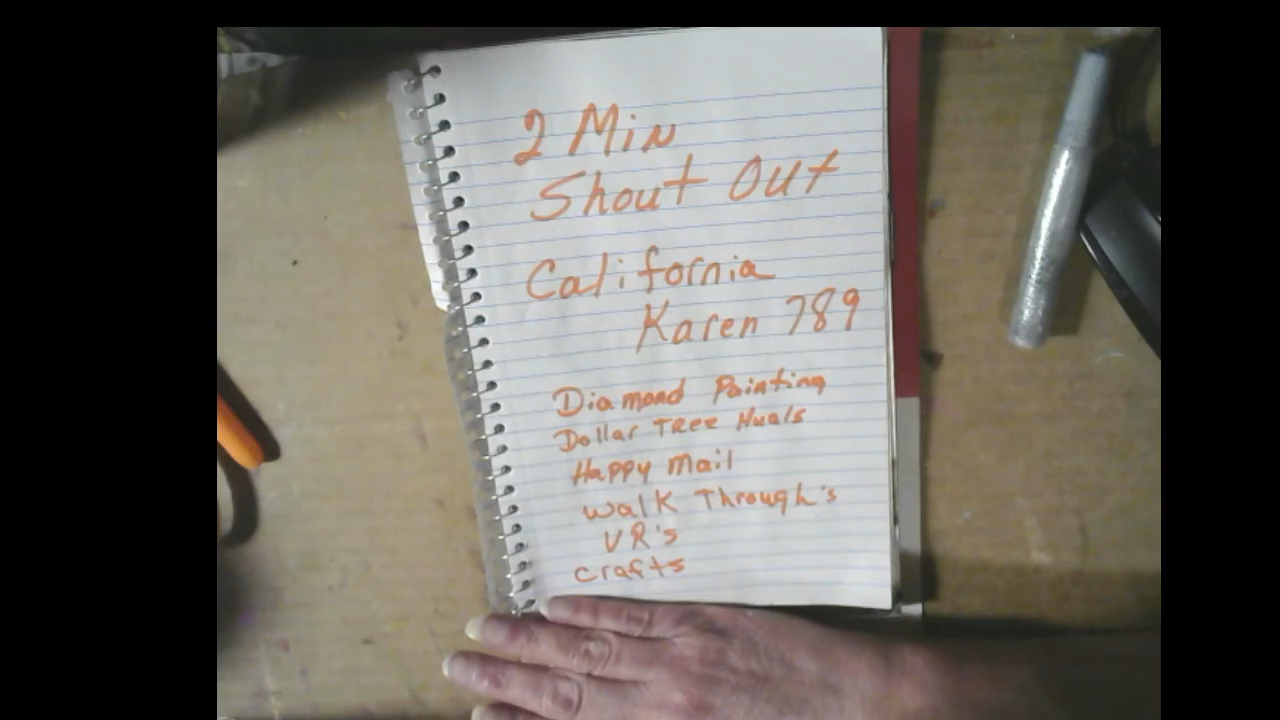 2 Min
Shout Out
California
Karen 789
Diamond Painting
Dollar Tree Huals
Happy Mail
Walk Through's
VR's
Crafts